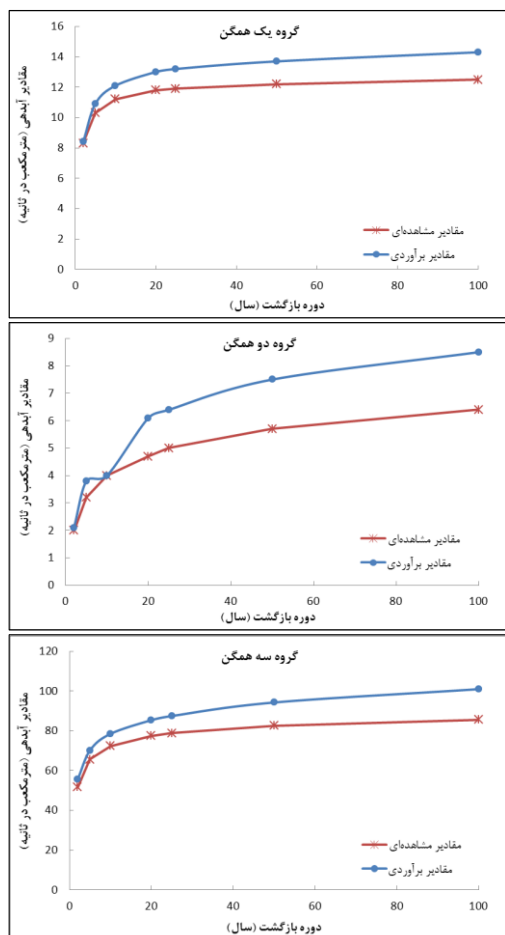 گروه یک همگن
مقادیر آبدهی (مترمکعب در ثانیه)
16
14
12
10
8
6
4
2
0
مقادیر مشاهده‌ای
مقادیر برآوردی
0 20 40 60 80 100
دوره بازگشت (سال)
گروه دو همگن
مقادیر آبدهی (مترمکعب در ثانیه)
9
8
7
6
5
4
3
2
1
0
مقادیر مشاهده‌ای
مقادیر برآوردی
0 20 40 60 80 100
دوره بازگشت (سال)
گروه سه همگن
مقادیر آبدهی (مترمکعب در ثانیه)
120
100
80
60
40
20
0
مقادیر مشاهده‌ای
مقادیر برآوردی
0 20 40 60 80 100
دوره بازگشت (سال)